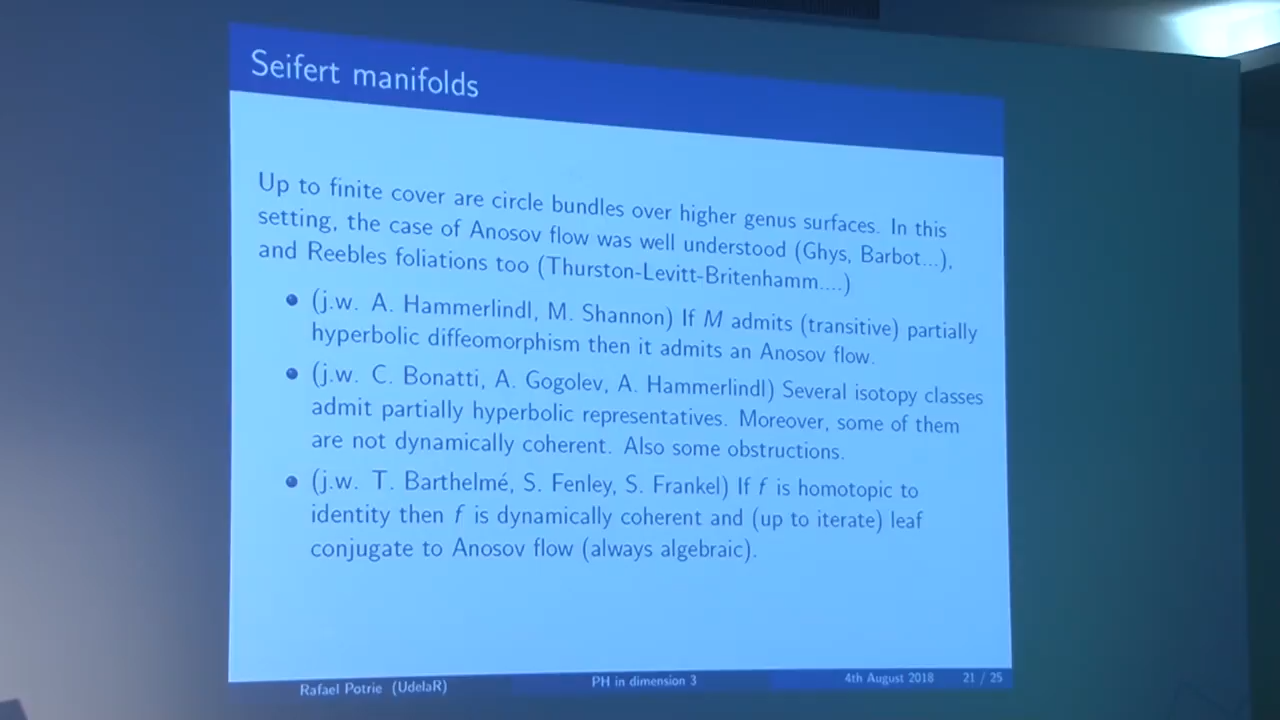 Seifert manifolds
Up to finite cover are circle bundles over higher genus surfaces. In this
setting, the case of Anosov flow was well understood (Ghys, Barbot...),
and Reebles foliations too (Thurston-Levitt-Britenhamm....)
(j.w. A. Hammerlindl, M. Shannon) If M admits (transitive) partially
hyperbolic diffeomorphism then it admits an Anosov flow.
(j.w. C. Bonatti, A. Gogolev, A. Hammerlindl) Several isotopy classes
admit partially hyperbolic representatives. Moreover, some of them
are not dynamically coherent. Also some obstructions.
(j.w. T. Barthelmé, S. Fenley, S. Frankel) If f is homotopic to
identity then f is dynamically coherent and (up to iterate) leaf
conjugate to Anosov flow (always algebraic).
Rafael Potrie (UdelaR) PH in dimension 3 4th August 2018 21 / 25